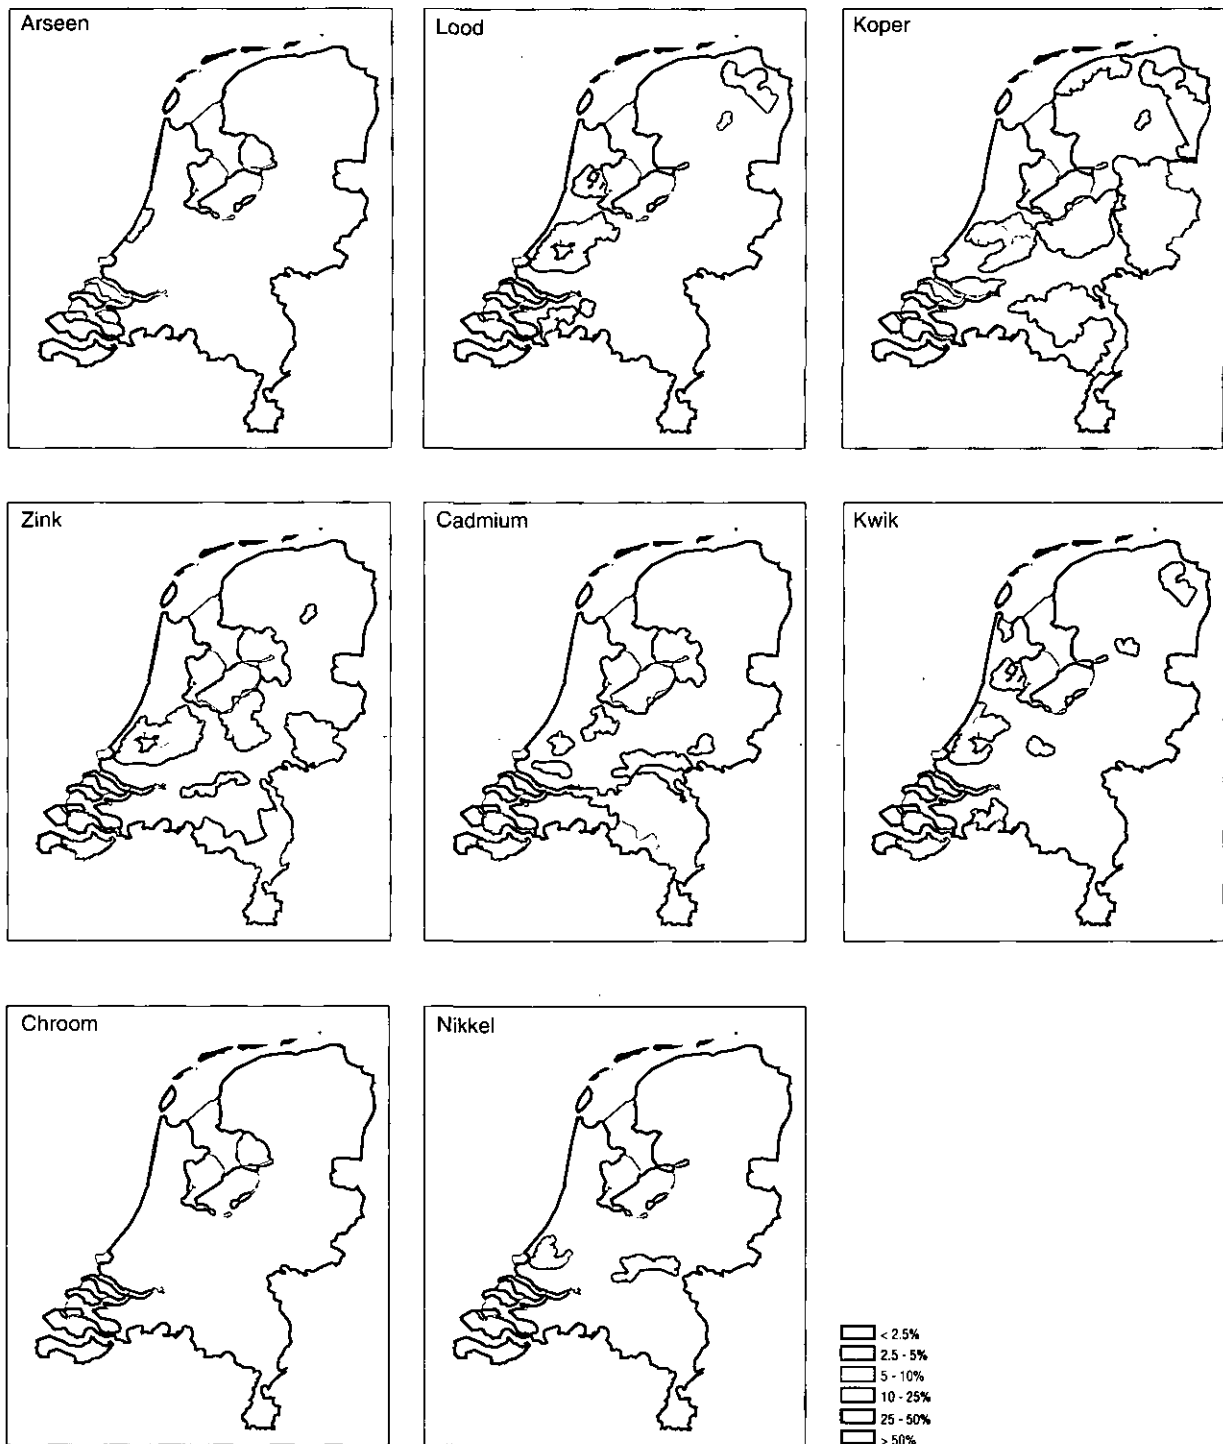 Arseen
Lood
Koper
Zink
Cadmium
Kwik
Chroom
Nikkel
< 2.5%
2.5 - 5%
5 - 10%
10 - 25%
25 - 50%
> 50%